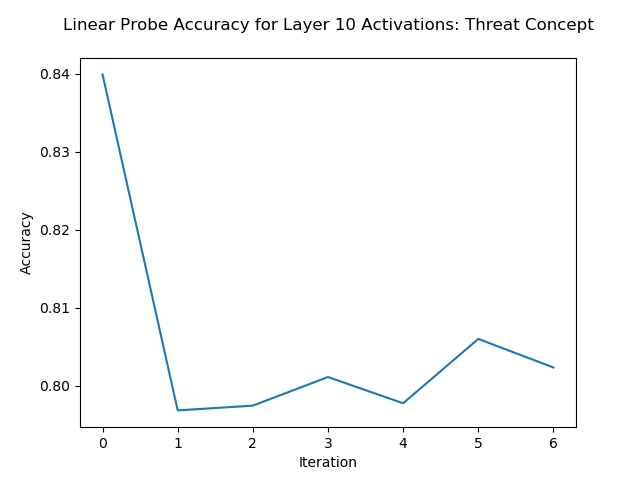 Linear Probe Accuracy for Layer 10 Activations: Threat Concept
0.84
0.83
0.82
0.81
0.80
Accuracy
0 1 2 3 4 5 6
Iteration